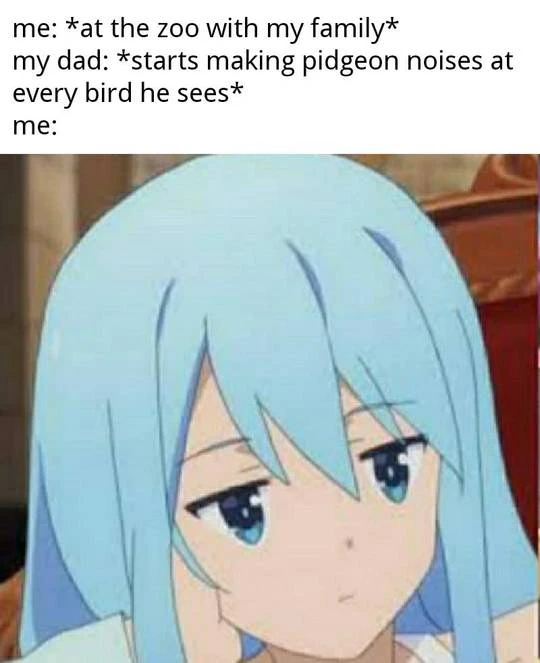 me: *at the zoo with my family*
my dad: *starts making pidgeon noises at
every bird he sees*
me: